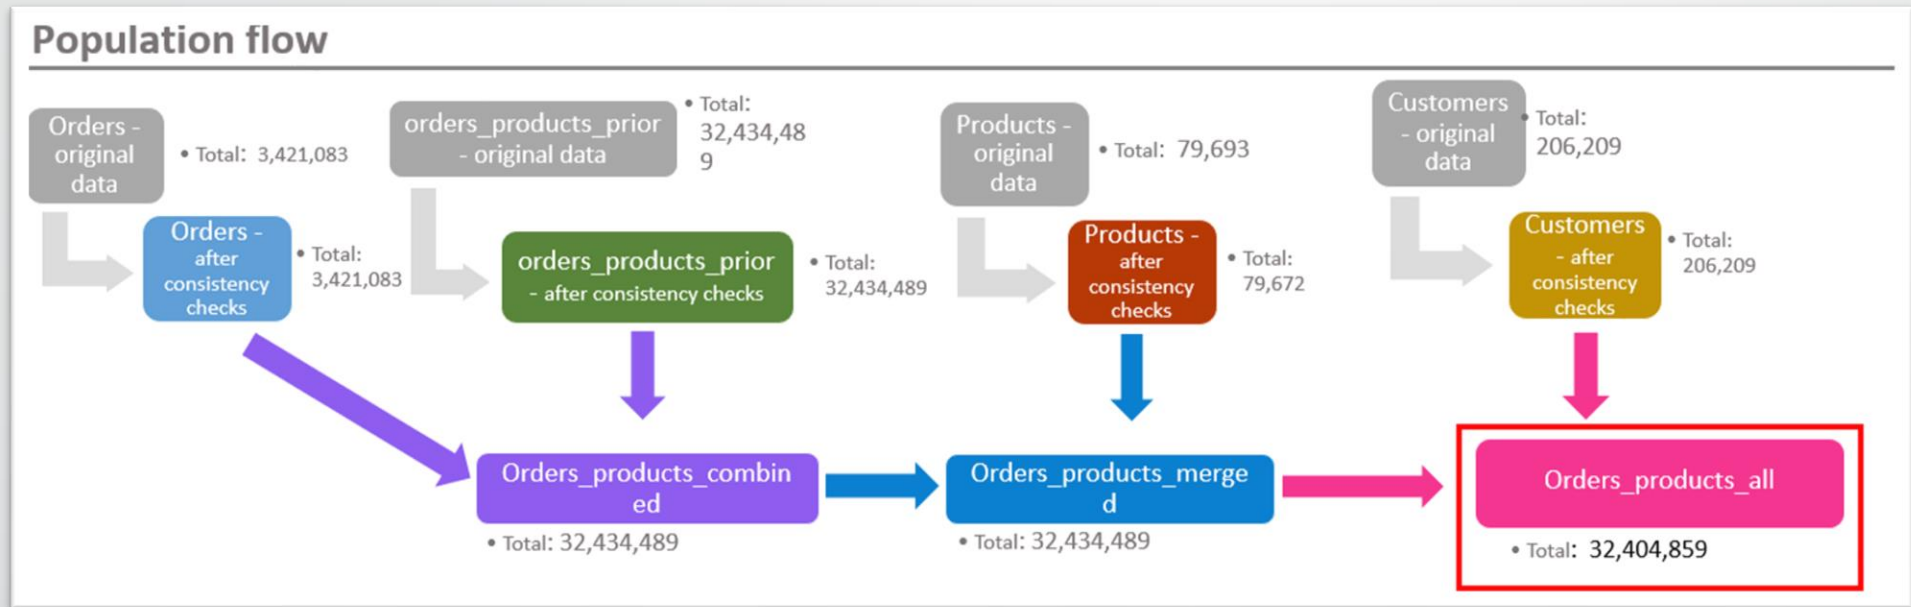 Population flow
Orders -
original
data
• Total: 3,421,083
orders_products_prior
- original data
• Total:
32,434,48
9
Products -
original
data
• Total: 79,693
Customers
- original
data
• Total:
206,209
Orders -
after
consistency
checks
• Total:
3,421,083
orders_products_prior
- after consistency checks
• Total:
32,434,489
Products -
after
consistency
checks
• Total:
79,672
Customers
- after
consistency
checks
• Total:
206,209
Orders_products_combin
ed
• Total: 32,434,489
Orders_products_merge
d
• Total: 32,434,489
Orders_products_all
• Total: 32,404,859